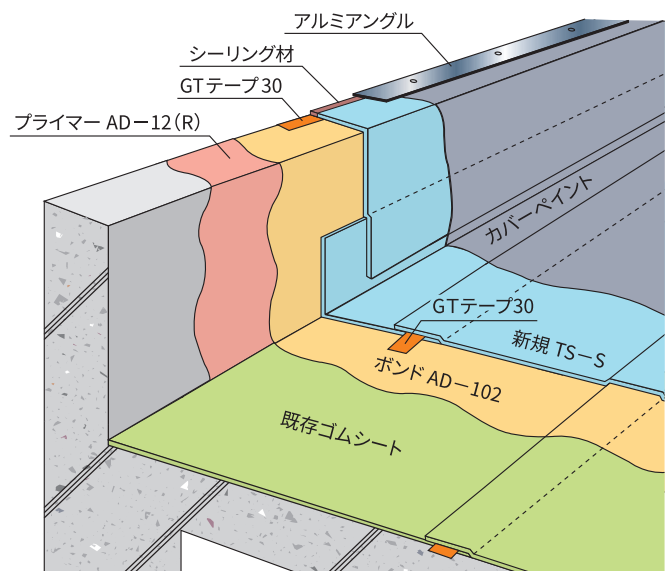 アルミアングル
シーリング材
GTテープ30
プライマー AD−12(R)
カバーペイント
GTテープ30
新規 TS−S
ボンド AD−102
既存ゴムシート